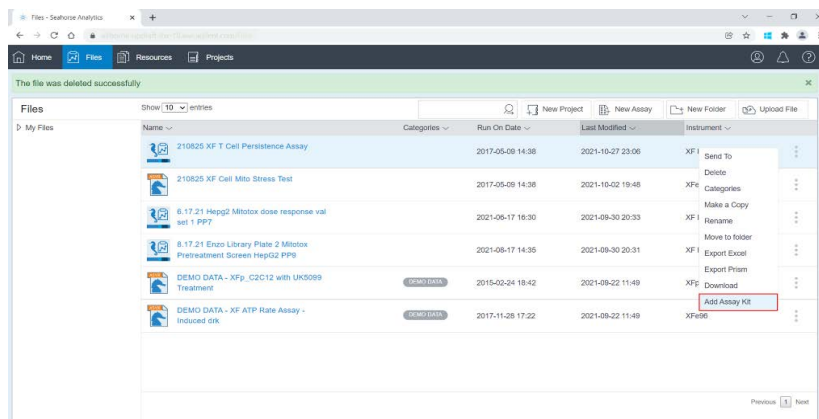 Files - Seahorse Analytics
Home Files Resources Projects
The file was deleted successfully
Files
Show 10 entries
New Project New Assay New Folder Upload File
My Files
Name Categories Run On Date Last Modified Instrument
210825 XF T Cell Persistence Assay 2017-05-09 14:38 2021-10-27 23:06 XF
210825 XF Cell Mito Stress Test 2017-05-09 14:38 2021-10-02 19:48 XFe
6.17.21 Hepg2 Mitotox dose response val
set 1 PP7
2021-06-17 16:30 2021-09-30 20:33 XF
8.17.21 Enzo Library Plate 2 Mitotox
Pretreatment Screen HepG2 PP9
2021-08-17 14:35 2021-09-30 20:31 XF
DEMO DATA - XFp_C2C12 with UK5099
Treatment
DEMO DATA 2015-02-24 18:42 2021-09-22 11:49 XFp
DEMO DATA - XF ATP Rate Assay -
Induced drk
DEMO DATA 2017-11-28 17:22 2021-09-22 11:49 XFe96
Send To
Delete
Categories
Make a Copy
Rename
Move to folder
Export Excel
Export Prism
Download
Add Assay Kit
Previous 1 Next